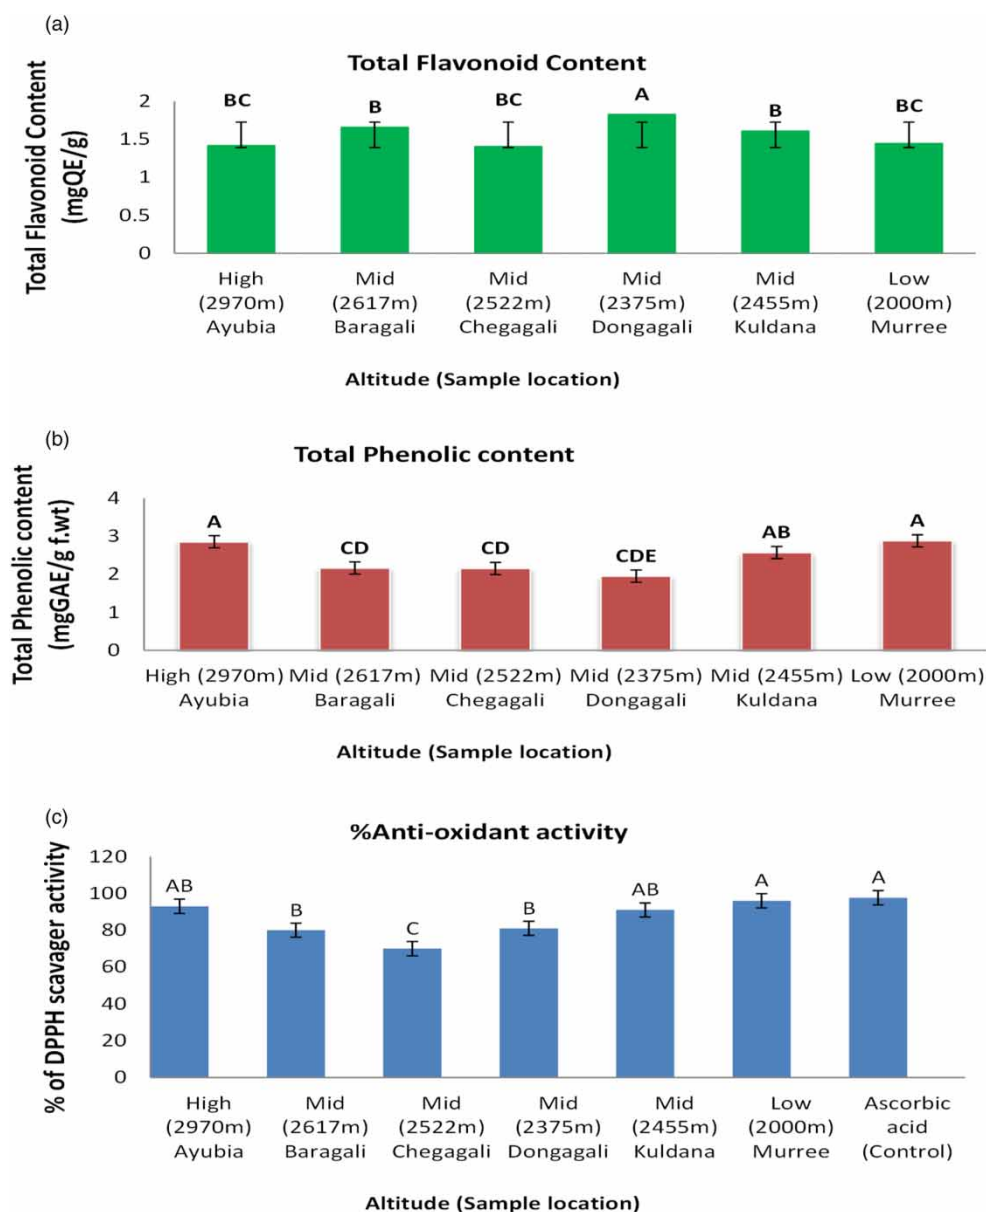 (a)
Total Flavonoid Content
Total Flavonoid Content
(mgQE/g)
2
1.5
1
0.5
0
BC
B
BC
A
B
BC
High
(2970m)
Ayubia
Mid
(2617m)
Baragali
Mid
(2522m)
Chegagali
Mid
(2375m)
Dongagali
Mid
(2455m)
Kuldana
Low
(2000m)
Murree
Altitude (Sample location)
(b)
Total Phenolic content
Total Phenolic content
(mgGAE/g f.wt)
4
3
2
1
0
A
CD
CD
CDE
AB
A
High (2970m)
Ayubia
Mid (2617m)
Baragali
Mid (2522m)
Chegagali
Mid (2375m)
Dongagali
Mid (2455m)
Kuldana
Low (2000m)
Murree
Altitude (Sample location)
(c)
%Anti-oxidant activity
% of DPPH scavager activity
120
100
80
60
40
20
0
AB
B
C
B
AB
A
A
High
(2970m)
Ayubia
Mid
(2617m)
Baragali
Mid
(2522m)
Chegagali
Mid
(2375m)
Dongagali
Mid
(2455m)
Kuldana
Low
(2000m)
Murree
Ascorbic
acid
(Control)
Altitude (Sample location)